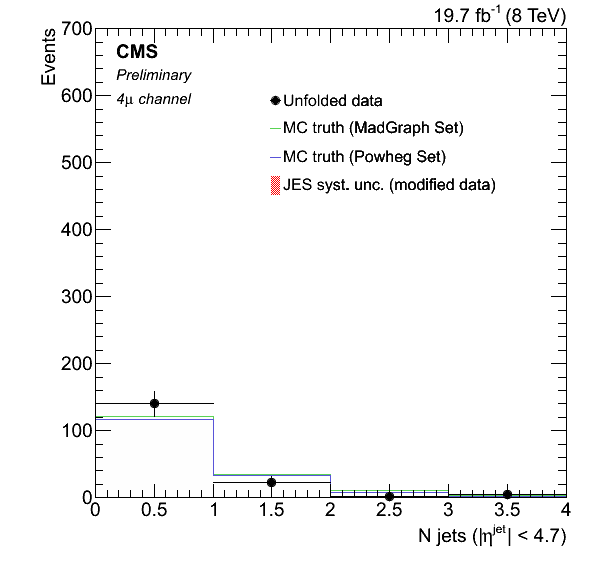 19.7 fb⁻¹ (8 TeV)
Events
700
600
500
400
300
200
100
0
CMS
Preliminary
4μ channel
Unfolded data
MC truth (MadGraph Set)
MC truth (Powheg Set)
JES syst. unc. (modified data)
0 0.5 1 1.5 2 2.5 3 3.5 4
N jets (|η^jet| < 4.7)